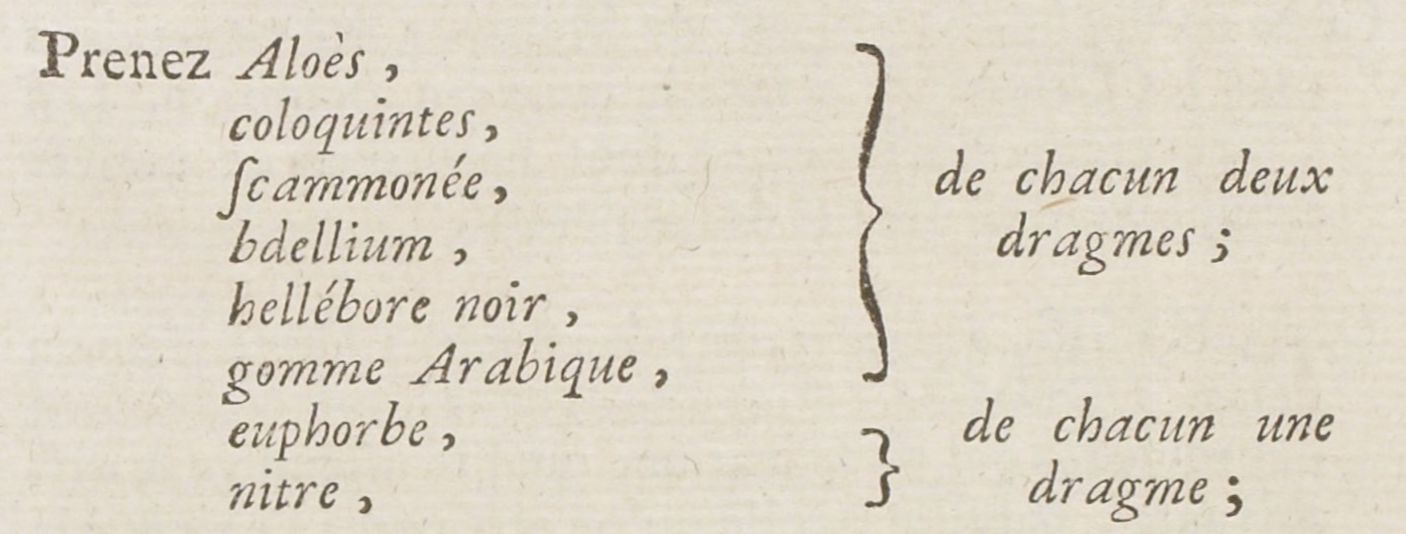 Prenez Aloès ,
coloquintes ,
ſcammonée ,
bdellium ,
hellébore noir ,
gomme Arabique ,
de chacun deux
dragmes ;
euphorbe ,
nitre ,
de chacun une
dragme ;